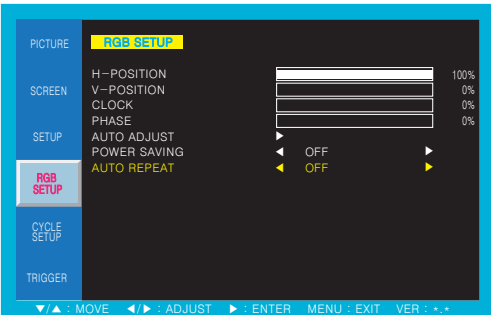 PICTURE
SCREEN
SETUP
RGB
SETUP
CYCLE
SETUP
TRIGGER
RGB SETUP
H-POSITION 100%
V-POSITION 0%
CLOCK 0%
PHASE 0%
AUTO ADJUST ▶
POWER SAVING ◀ OFF ▶
AUTO REPEAT ◀ OFF ▶
▼/▲ : MOVE ◀/▶ : ADJUST ▶ : ENTER MENU : EXIT VER : *.*